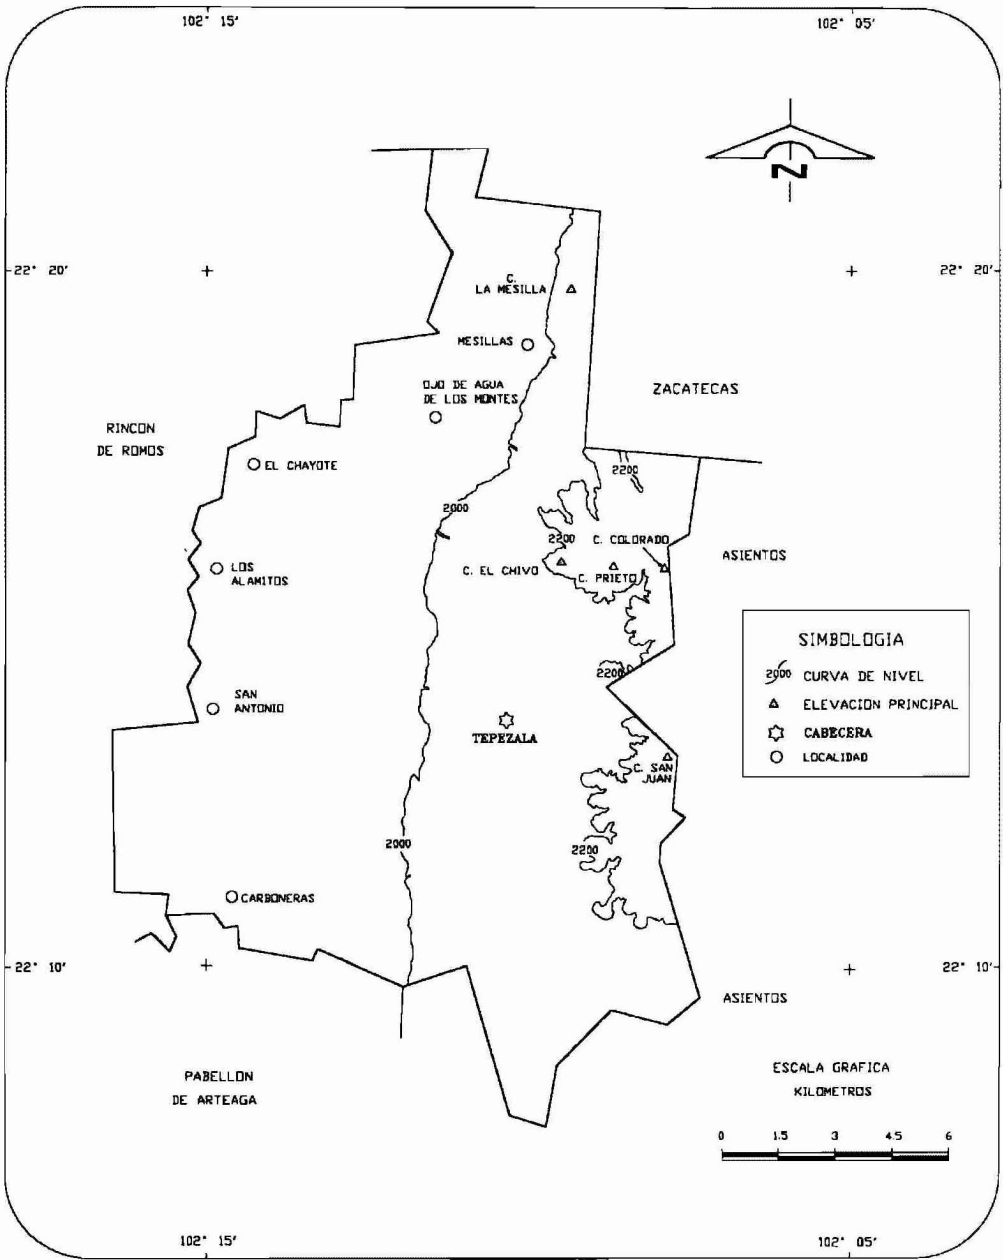 102° 15'
102° 05'
N
22° 20'
22° 20'
C.
LA MESILLA
MESILLAS
ZACATECAS
OJO DE AGUA
DE LOS MONTES
RINCON
DE ROMOS
EL CHAYOTE
2200
2000
2200
C. COLORADO
ASIENTOS
C. EL CHIVO
C. PRIETO
LOS
ALAMITOS
SIMBOLOGIA
2000 CURVA DE NIVEL
ELEVACION PRINCIPAL
CABECERA
LOCALIDAD
2200
SAN
ANTONIO
TEPEZALA
C. SAN
JUAN
2000
2200
CARBONERAS
22° 10'
22° 10'
ASIENTOS
PABELLON
DE ARTEAGA
ESCALA GRAFICA
KILOMETROS
0 1.5 3 4.5 6
102° 15'
102° 05'